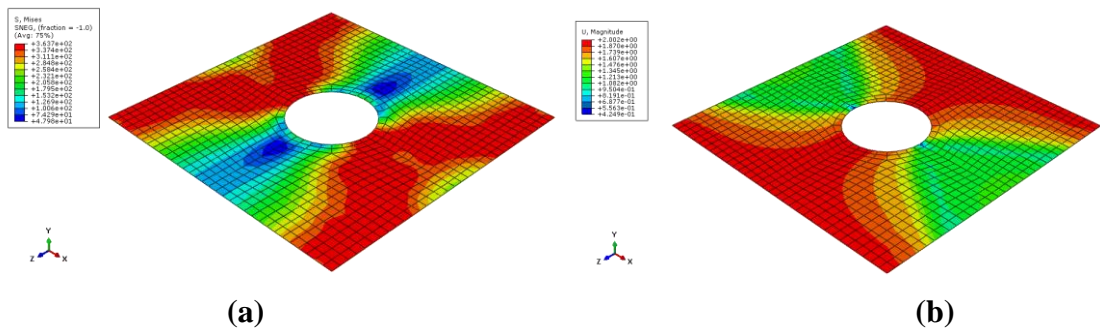 S, Mises
SNEG, (fraction = -1.0)
(Avg: 75%)
+3.637e+02
+3.374e+02
+3.111e+02
+2.848e+02
+2.584e+02
+2.321e+02
+2.058e+02
+1.795e+02
+1.532e+02
+1.269e+02
+1.006e+02
+7.429e+01
+4.798e+01
Y
Z
X
(a)
U, Magnitude
+2.002e+00
+1.870e+00
+1.739e+00
+1.607e+00
+1.476e+00
+1.345e+00
+1.213e+00
+1.082e+00
+9.504e-01
+8.191e-01
+6.877e-01
+5.563e-01
+4.249e-01
Y
Z
X
(b)